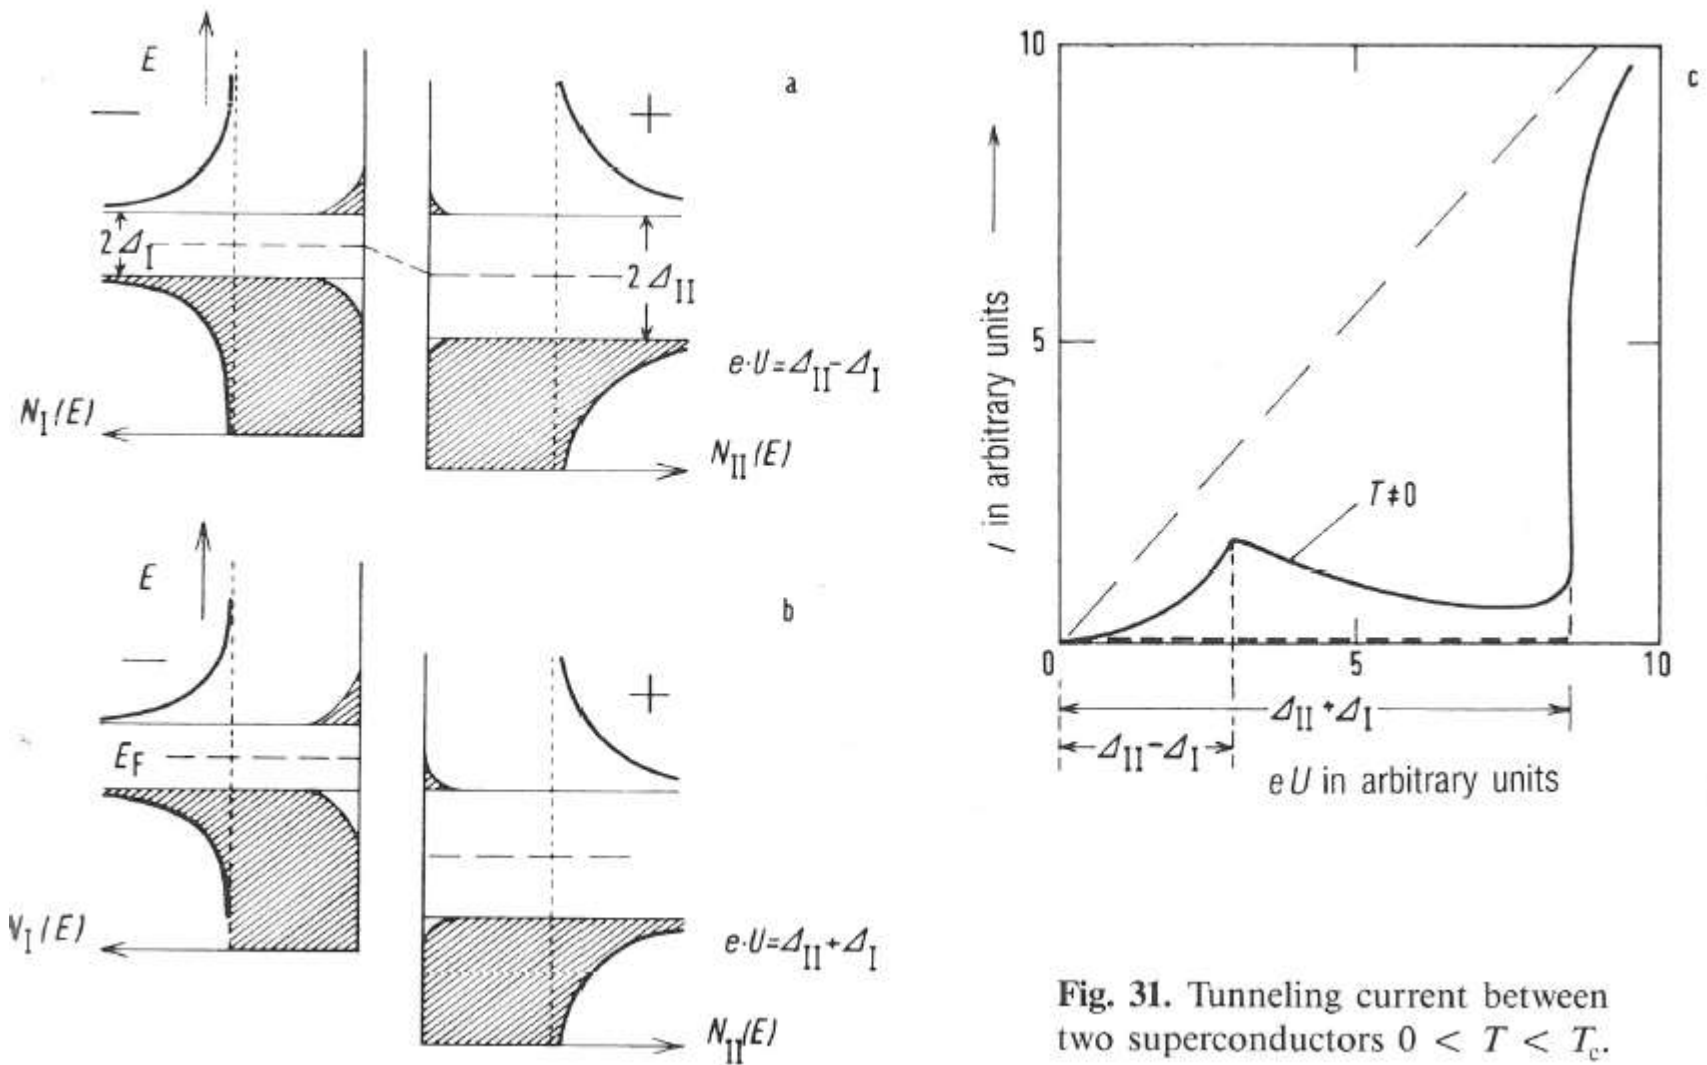 E
a
−
+
2Δ_I
2Δ_II
e·U=Δ_II−Δ_I
N_I(E)
N_II(E)
E
b
−
+
E_F
e·U=Δ_II+Δ_I
N_I(E)
N_II(E)
c
10
5
I in arbitrary units
T≠0
0
5
10
Δ_II+Δ_I
Δ_II−Δ_I
eU in arbitrary units
Fig. 31. Tunneling current between
two superconductors 0 < T < T_c.